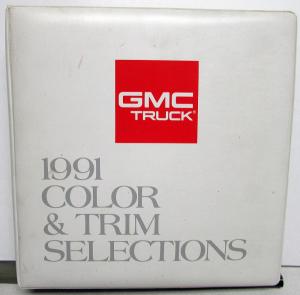 GMC
TRUCK®
1991
COLOR
& TRIM
SELECTIONS